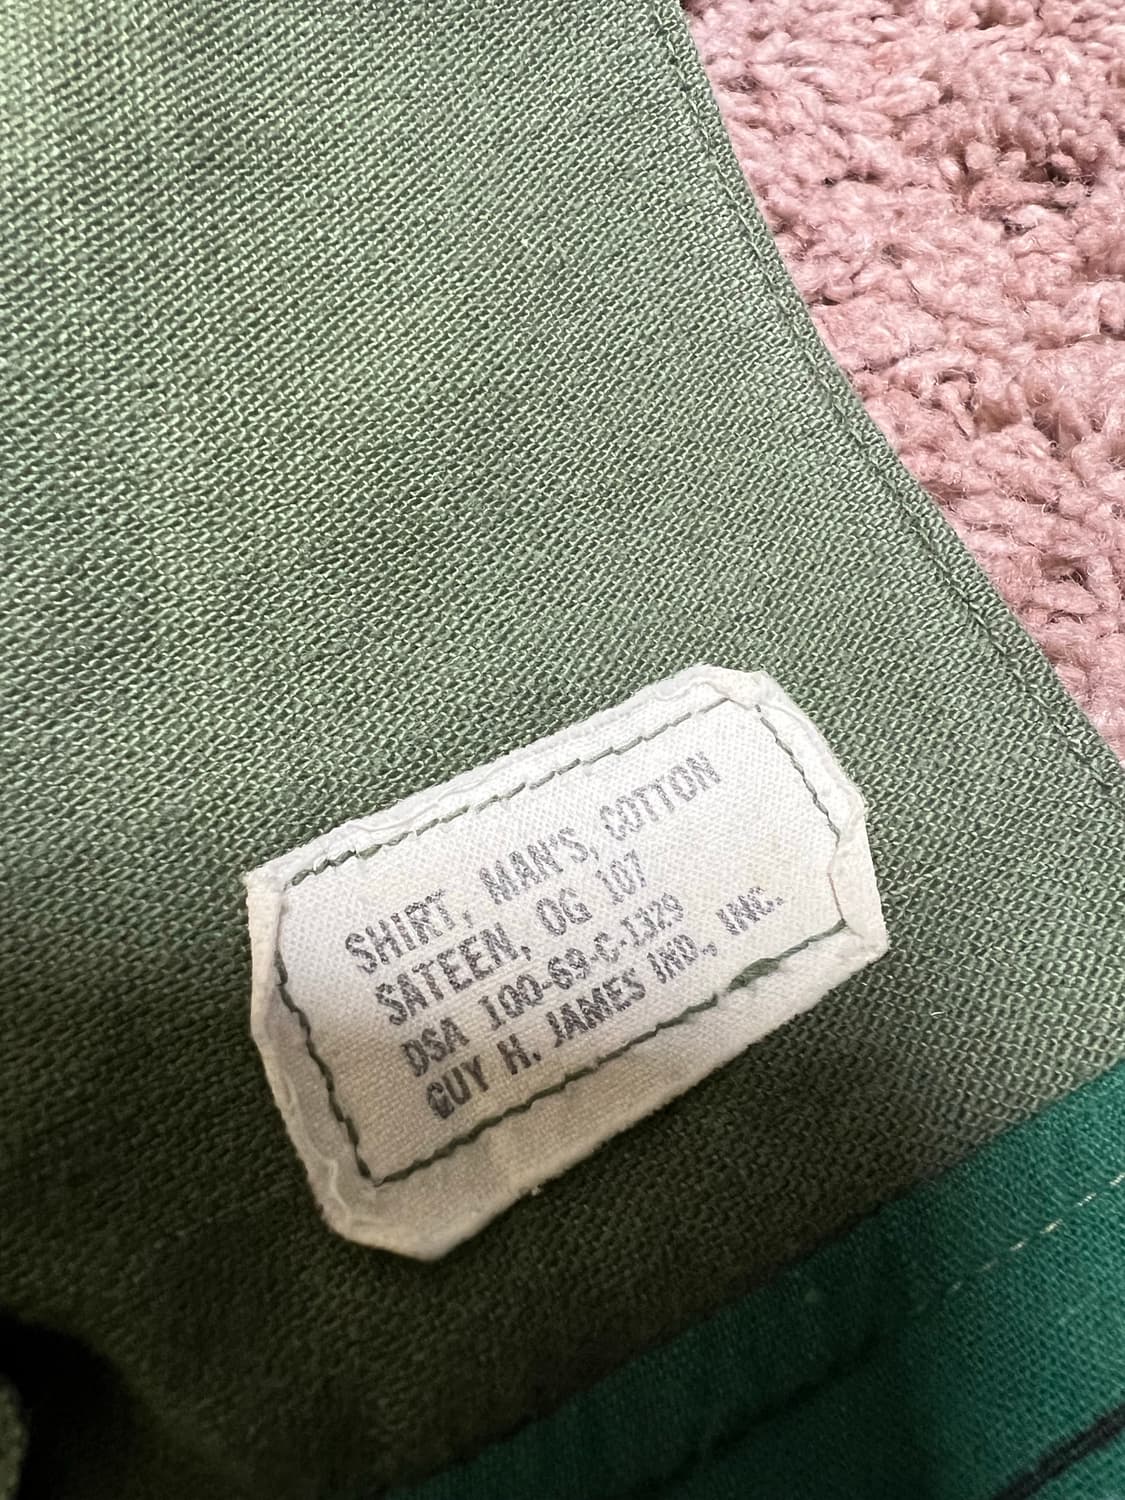 SHIRT, MAN'S, COTTON
SATEEN, OG 107
DSA 100-69-C-1329
GUY H. JAMES IND., INC.